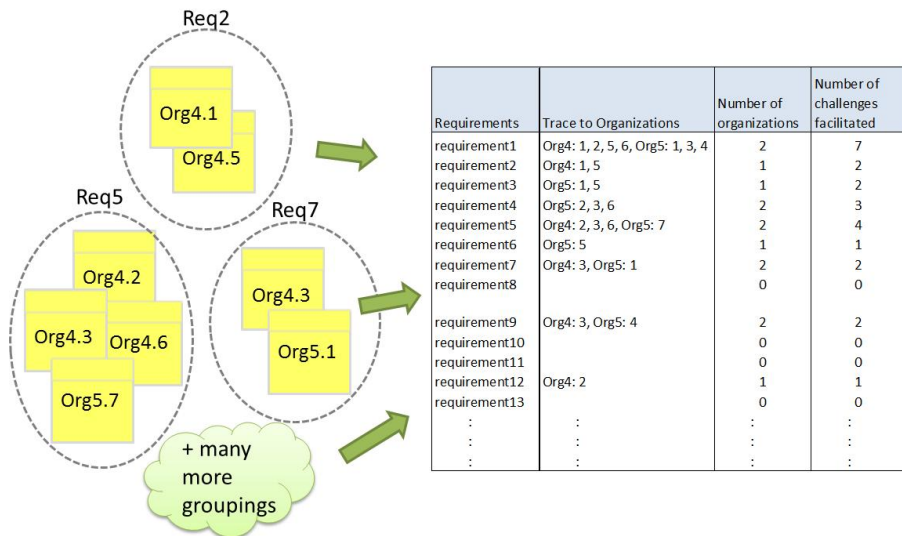 Req2
Org4.1
Org4.5
Req5
Org4.2
Org4.3
Org4.6
Org5.7
Req7
Org4.3
Org5.1
+ many
more
groupings
Requirements Trace to Organizations Number of organizations Number of challenges facilitated
requirement1 Org4: 1, 2, 5, 6, Org5: 1, 3, 4 2 7
requirement2 Org4: 1, 5 1 2
requirement3 Org5: 1, 5 1 2
requirement4 Org5: 2, 3, 6 2 3
requirement5 Org4: 2, 3, 6, Org5: 7 2 4
requirement6 Org5: 5 1 1
requirement7 Org4: 3, Org5: 1 2 2
requirement8 0 0
requirement9 Org4: 3, Org5: 4 2 2
requirement10 0 0
requirement11 0 0
requirement12 Org4: 2 1 1
requirement13 0 0
: : : :
: : : :
: : : :